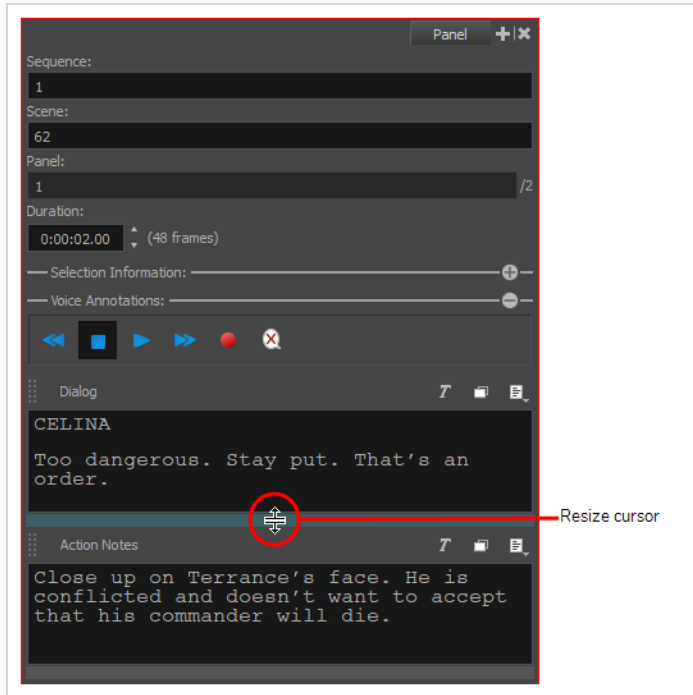 Panel
Sequence:
1
Scene:
62
Panel:
1 /2
Duration:
0:00:02.00 (48 frames)
Selection Information:
Voice Annotations:
Dialog T
CELINA
Too dangerous. Stay put. That's an
order.
Resize cursor
Action Notes T
Close up on Terrance's face. He is
conflicted and doesn't want to accept
that his commander will die.